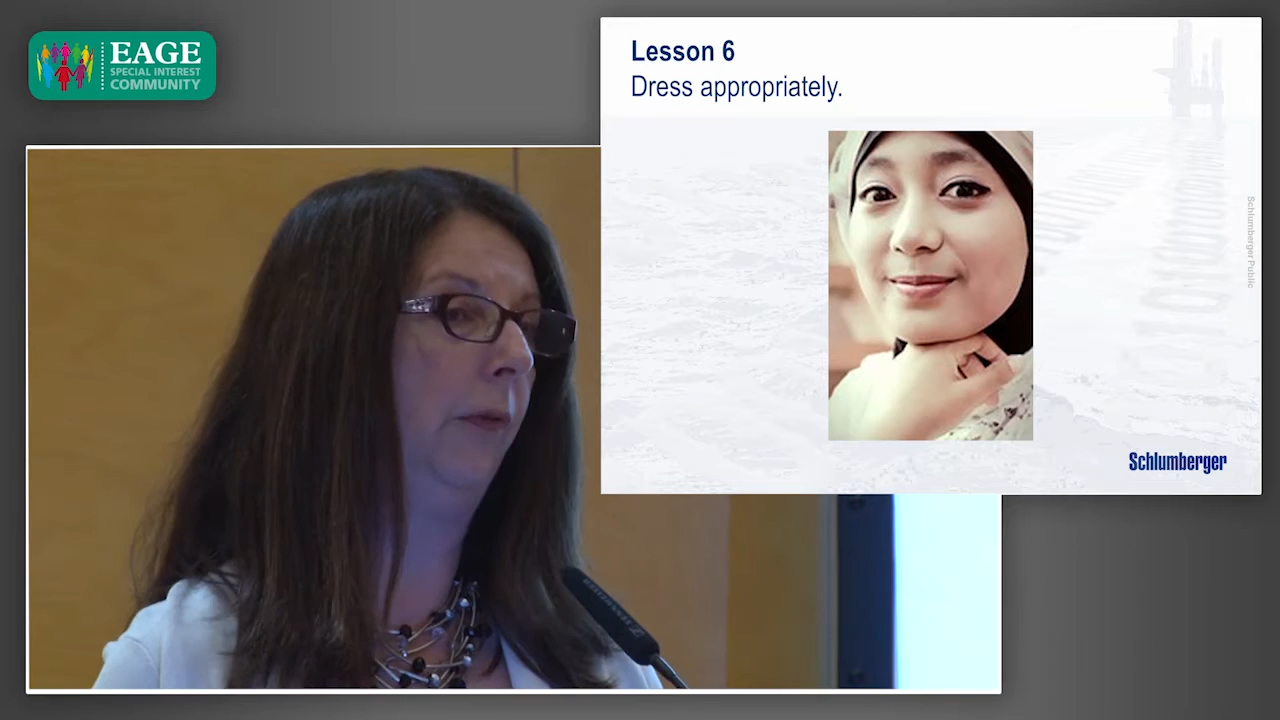 EAGE
SPECIAL INTEREST
COMMUNITY
Lesson 6
Dress appropriately.
Schlumberger Public
Schlumberger